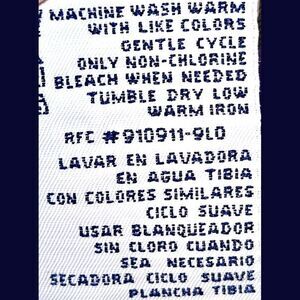 MACHINE WASH WARM
WITH LIKE COLORS
GENTLE CYCLE
ONLY NON-CHLORINE
BLEACH WHEN NEEDED
TUMBLE DRY LOW
WARM IRON
RFC #910911-9L0
LAVAR EN LAVADORA
EN AGUA TIBIA
CON COLORES SIMILARES
CICLO SUAVE
USAR BLANQUEADOR
SIN CLORO CUANDO
SEA NECESARIO
SECADORA CICLO SUAVE
PLANCHA TIBIA